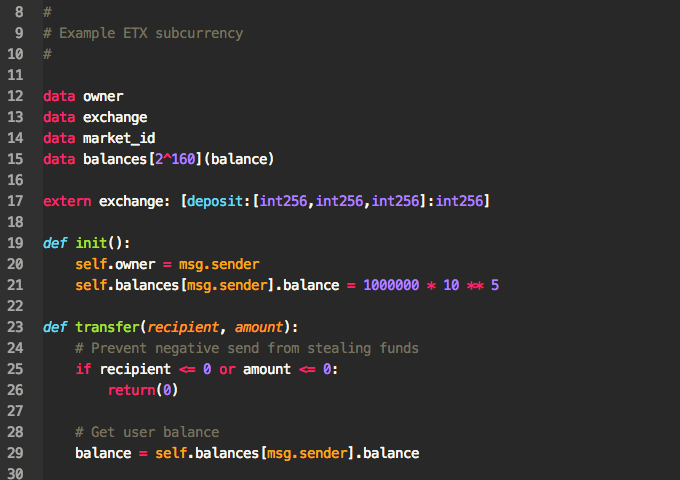 8 #
9 # Example ETX subcurrency
10 #
11
12 data owner
13 data exchange
14 data market_id
15 data balances[2^160](balance)
16
17 extern exchange: [deposit:[int256,int256,int256]:int256]
18
19 def init():
20     self.owner = msg.sender
21     self.balances[msg.sender].balance = 1000000 * 10 ** 5
22
23 def transfer(recipient, amount):
24     # Prevent negative send from stealing funds
25     if recipient <= 0 or amount <= 0:
26         return(0)
27
28     # Get user balance
29     balance = self.balances[msg.sender].balance
30